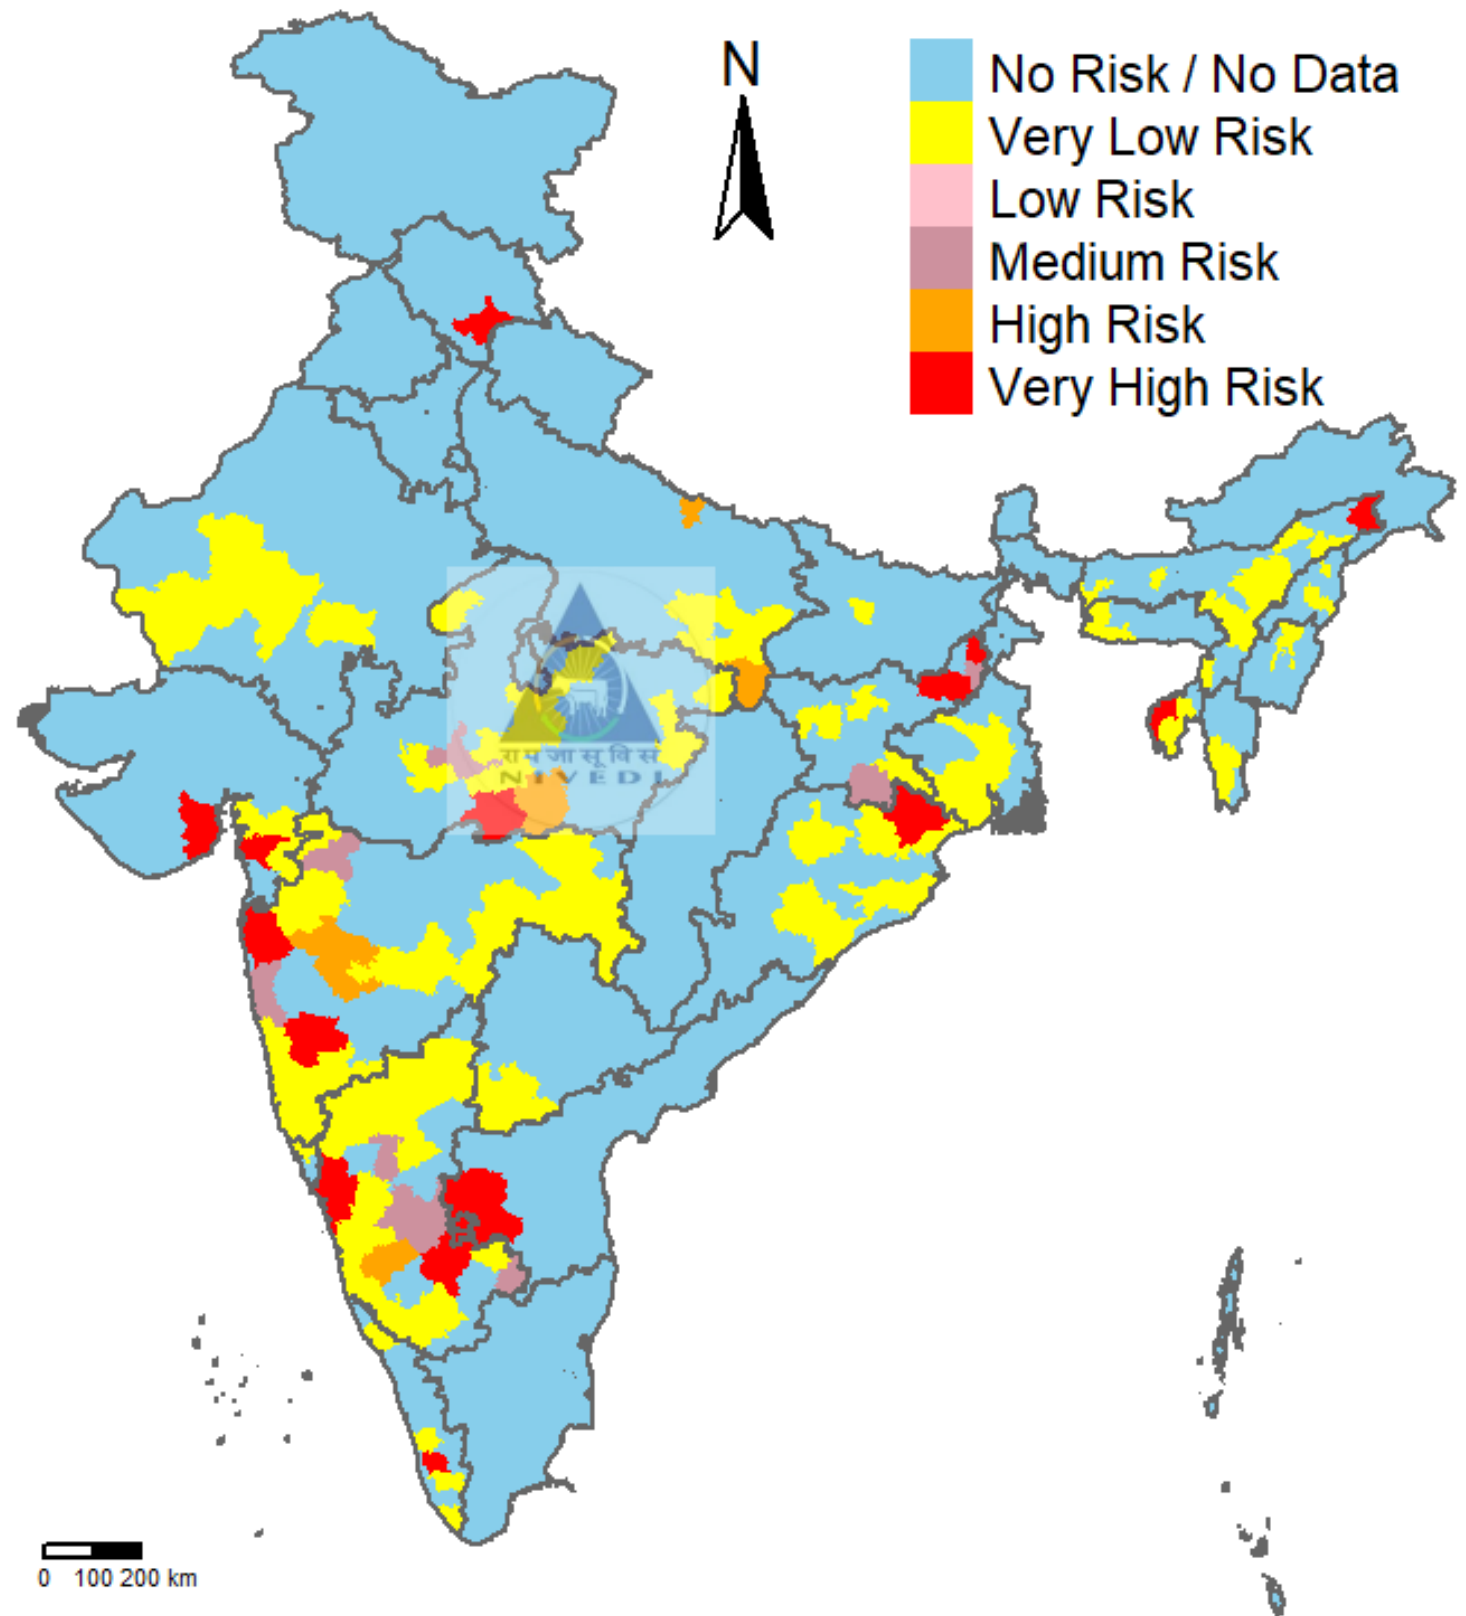 N
No Risk / No Data
Very Low Risk
Low Risk
Medium Risk
High Risk
Very High Risk
रा प जा सू वि स
NIVEDI
0 100 200 km